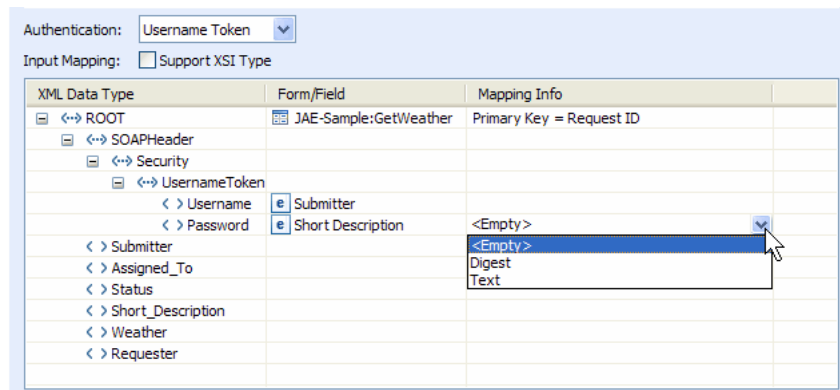 Authentication: Username Token
Input Mapping: Support XSI Type
XML Data Type Form/Field Mapping Info
ROOT JAE-Sample:GetWeather Primary Key = Request ID
SOAPHeader
Security
UsernameToken
Username e Submitter
Password e Short Description <Empty>
Submitter <Empty>
Assigned_To Digest
Status Text
Short_Description
Weather
Requester